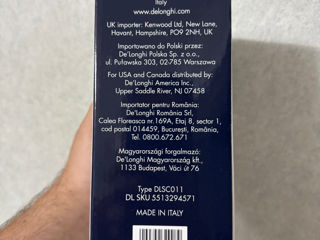 Italy
www.delonghi.com
UK importer: Kenwood Ltd, New Lane,
Havant, Hampshire, PO9 2NH, UK
Importowano do Polski przez:
De'Longhi Polska Sp. z o.o.,
ul. Puławska 303, 02-785 Warszawa
For USA and Canada distributed by:
De'Longhi America Inc.,
Upper Saddle River, NJ 07458
Importator pentru România:
De'Longhi România Srl,
Calea Floreasca nr.169A, Etaj 8, sector 1,
cod postal 014459, București, România,
Tel. 0800.672.671
Magyarországi forgalmazó:
De'Longhi Magyarország kft.,
1133 Budapest, Váci út 76
Type DLSC011
DL SKU 5513294571
MADE IN ITALY